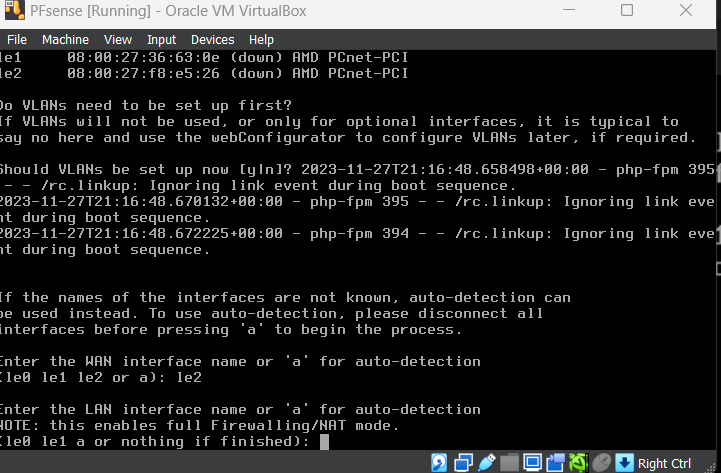 PFsense [Running] - Oracle VM VirtualBox
File Machine View Input Devices Help
le1 08:00:27:36:63:0e (down) AMD PCnet-PCI
le2 08:00:27:f8:e5:26 (down) AMD PCnet-PCI
Do VLANs need to be set up first?
If VLANs will not be used, or only for optional interfaces, it is typical to
say no here and use the webConfigurator to configure VLANs later, if required.
Should VLANs be set up now [y|n]? 2023-11-27T21:16:48.658498+00:00 - php-fpm 395
- - /rc.linkup: Ignoring link event during boot sequence.
2023-11-27T21:16:48.670132+00:00 - php-fpm 395 - - /rc.linkup: Ignoring link eve
nt during boot sequence.
2023-11-27T21:16:48.672225+00:00 - php-fpm 394 - - /rc.linkup: Ignoring link eve
nt during boot sequence.
If the names of the interfaces are not known, auto-detection can
be used instead. To use auto-detection, please disconnect all
interfaces before pressing 'a' to begin the process.
Enter the WAN interface name or 'a' for auto-detection
(le0 le1 le2 or a): le2
Enter the LAN interface name or 'a' for auto-detection
NOTE: this enables full Firewalling/NAT mode.
(le0 le1 a or nothing if finished):
Right Ctrl